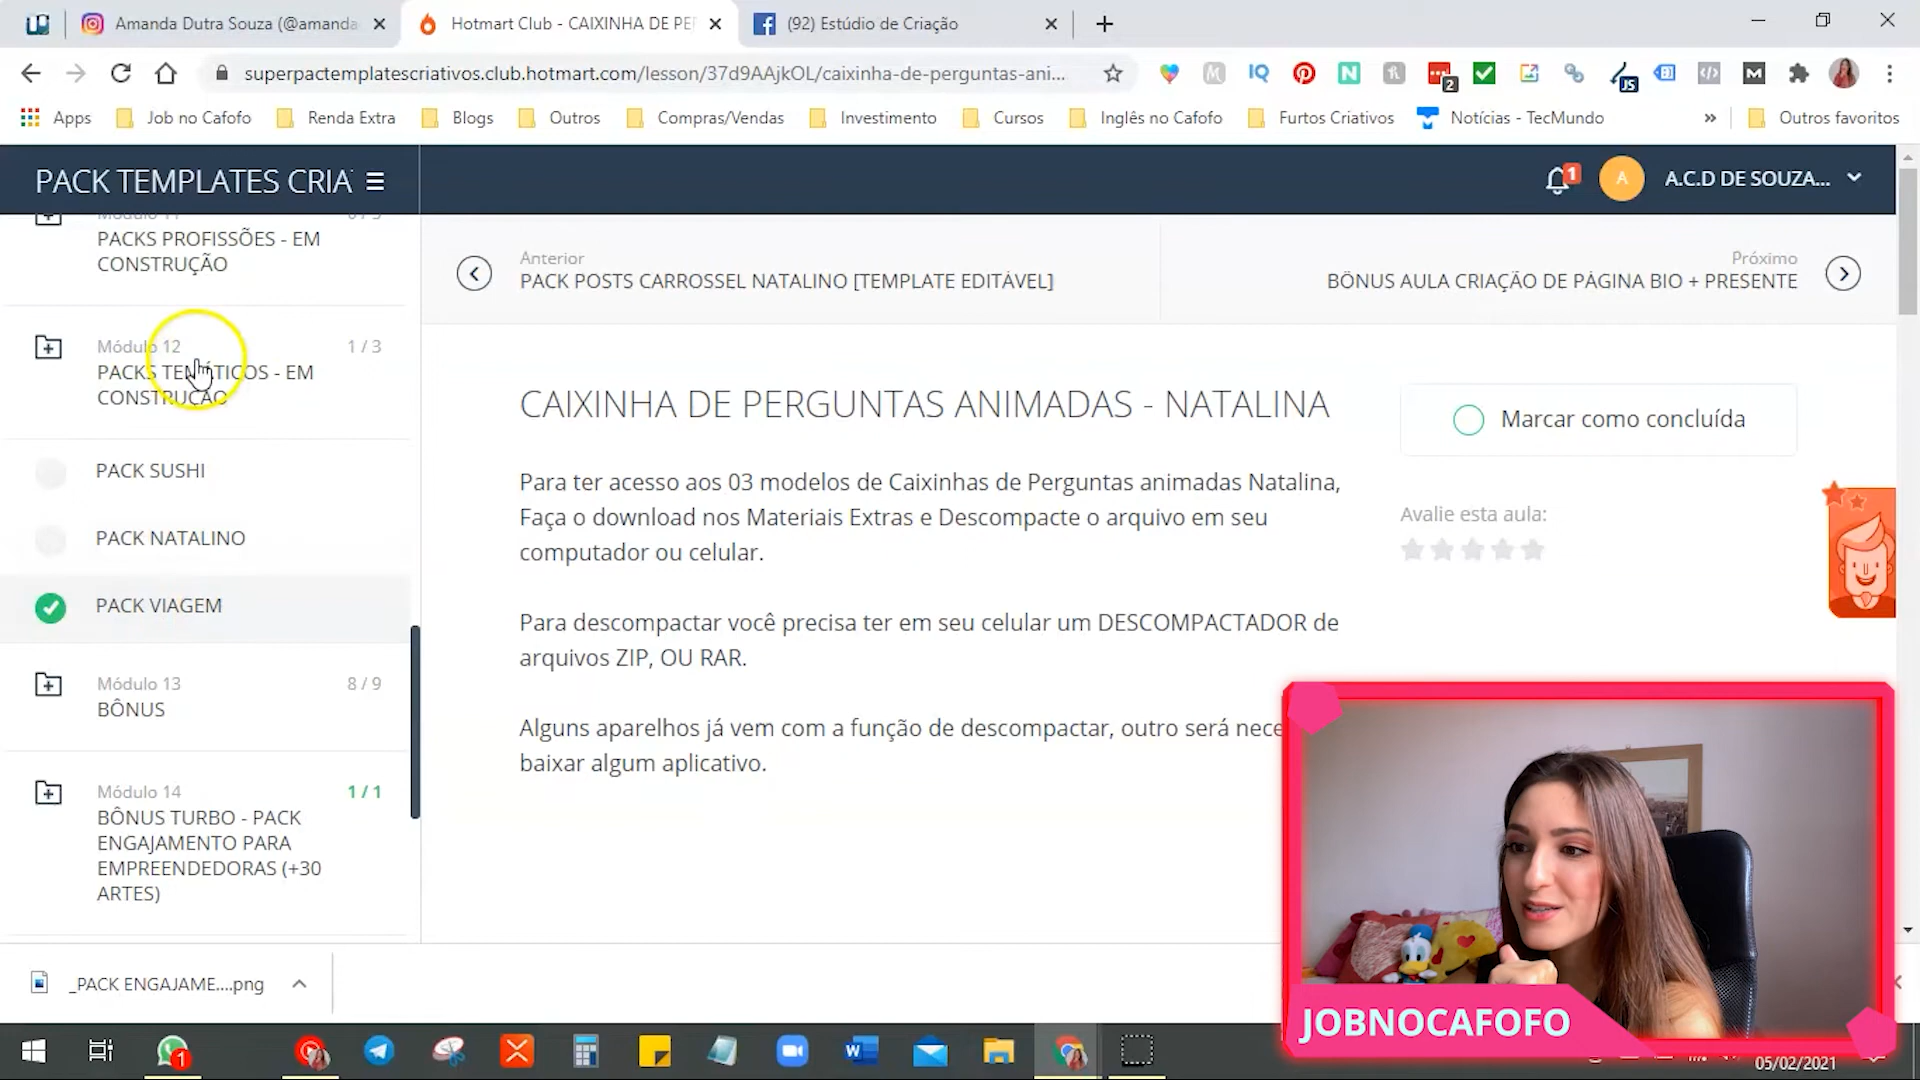 Amanda Dutra Souza (@amanda
Hotmart Club - CAIXINHA DE PE
(92) Estúdio de Criação
superpactemplatescriativos.club.hotmart.com/lesson/37d9AAjkOL/caixinha-de-perguntas-ani...
Apps
Job no Cafofo
Renda Extra
Blogs
Outros
Compras/Vendas
Investimento
Cursos
Inglês no Cafofo
Furtos Criativos
Notícias - TecMundo
Outros favoritos
PACK TEMPLATES CRIA
1
A
A.C.D DE SOUZA...
PACKS PROFISSÕES - EM
CONSTRUÇÃO
Módulo 12
1 / 3
PACKS TEMÁTICOS - EM
CONSTRUÇÃO
PACK SUSHI
PACK NATALINO
PACK VIAGEM
Módulo 13
8 / 9
BÔNUS
Módulo 14
1 / 1
BÔNUS TURBO - PACK
ENGAJAMENTO PARA
EMPREENDEDORAS (+30
ARTES)
Anterior
PACK POSTS CARROSSEL NATALINO [TEMPLATE EDITÁVEL]
Próximo
BÔNUS AULA CRIAÇÃO DE PÁGINA BIO + PRESENTE
CAIXINHA DE PERGUNTAS ANIMADAS - NATALINA
Marcar como concluída
Avalie esta aula:
Para ter acesso aos 03 modelos de Caixinhas de Perguntas animadas Natalina,
Faça o download nos Materiais Extras e Descompacte o arquivo em seu
computador ou celular.
Para descompactar você precisa ter em seu celular um DESCOMPACTADOR de
arquivos ZIP, OU RAR.
Alguns aparelhos já vem com a função de descompactar, outro será nece
baixar algum aplicativo.
_PACK ENGAJAME....png
JOBNOCAFOFO
05/02/2021